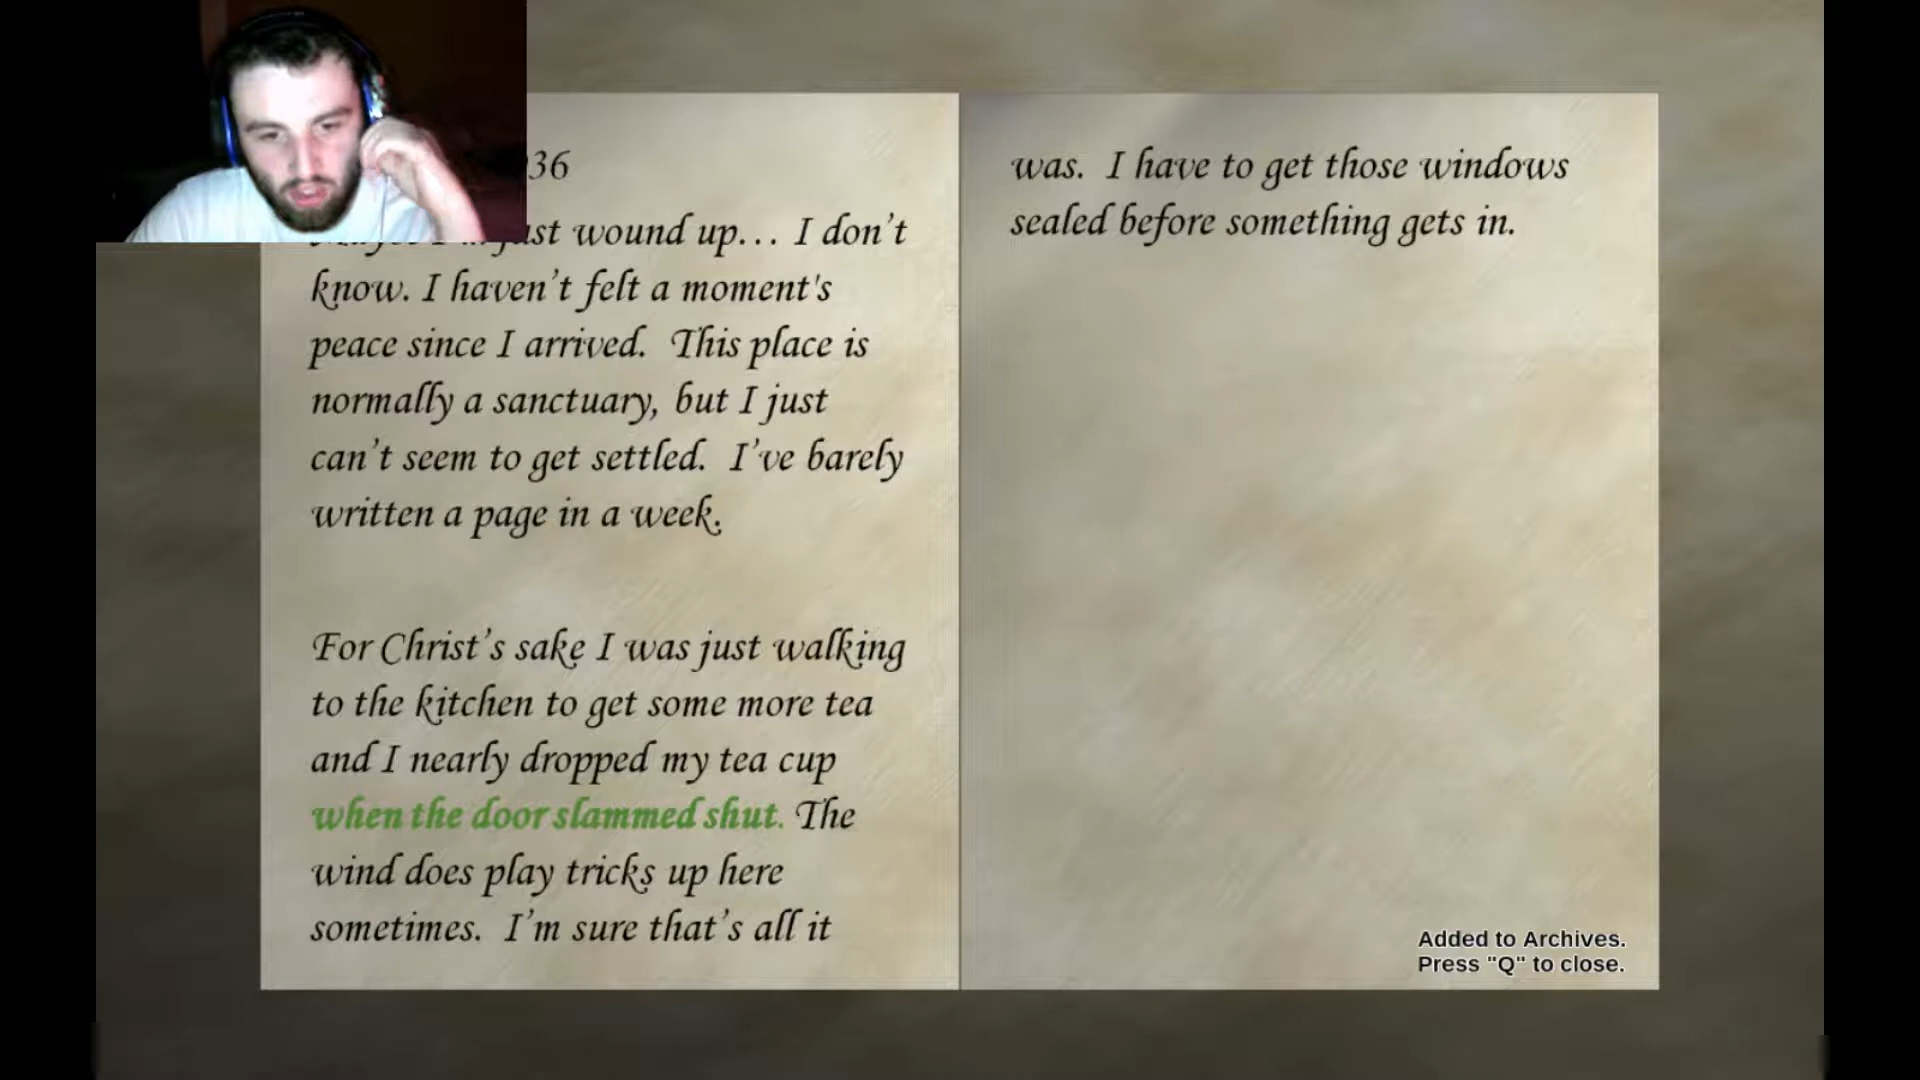 36
just wound up... I don't
know. I haven't felt a moment's
peace since I arrived.  This place is
normally a sanctuary, but I just
can't seem to get settled.  I've barely
written a page in a week.
For Christ's sake I was just walking
to the kitchen to get some more tea
and I nearly dropped my tea cup
when the door slammed shut. The
wind does play tricks up here
sometimes.  I'm sure that's all it
was.  I have to get those windows
sealed before something gets in.
Added to Archives.
Press "Q" to close.